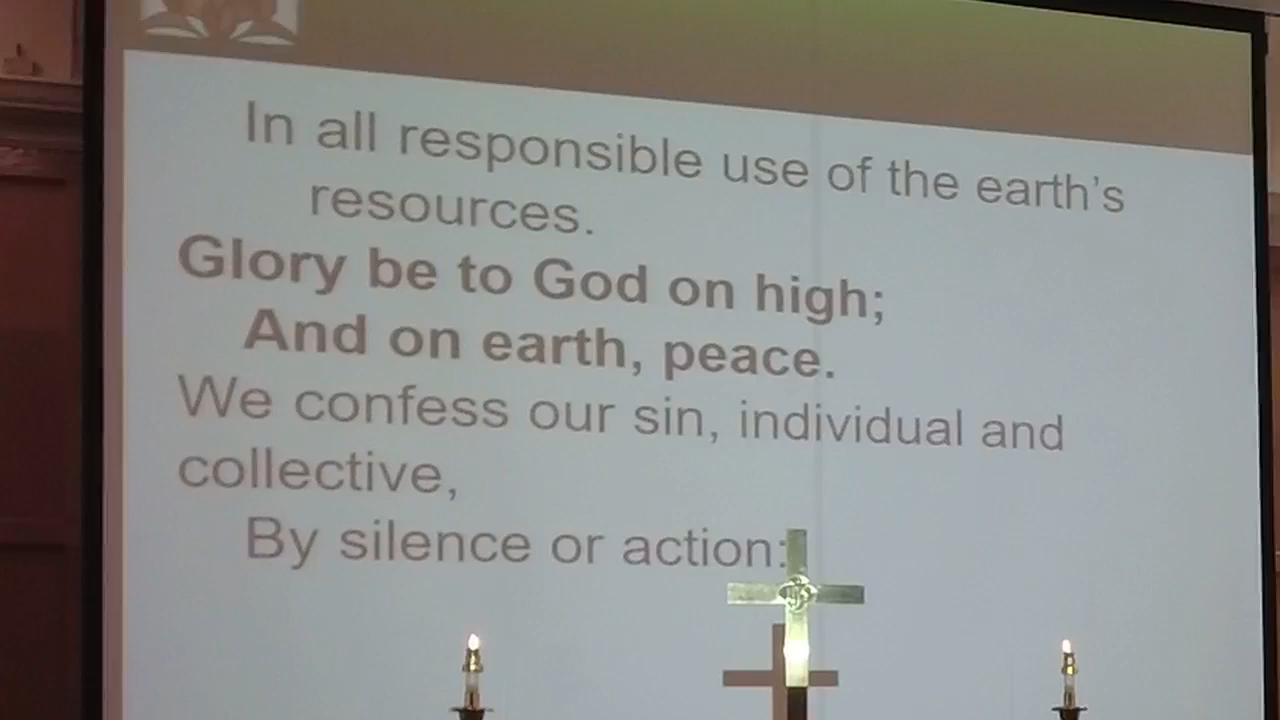 In all responsible use of the earth's
resources.
Glory be to God on high;
And on earth, peace.
We confess our sin, individual and
collective,
By silence or action: